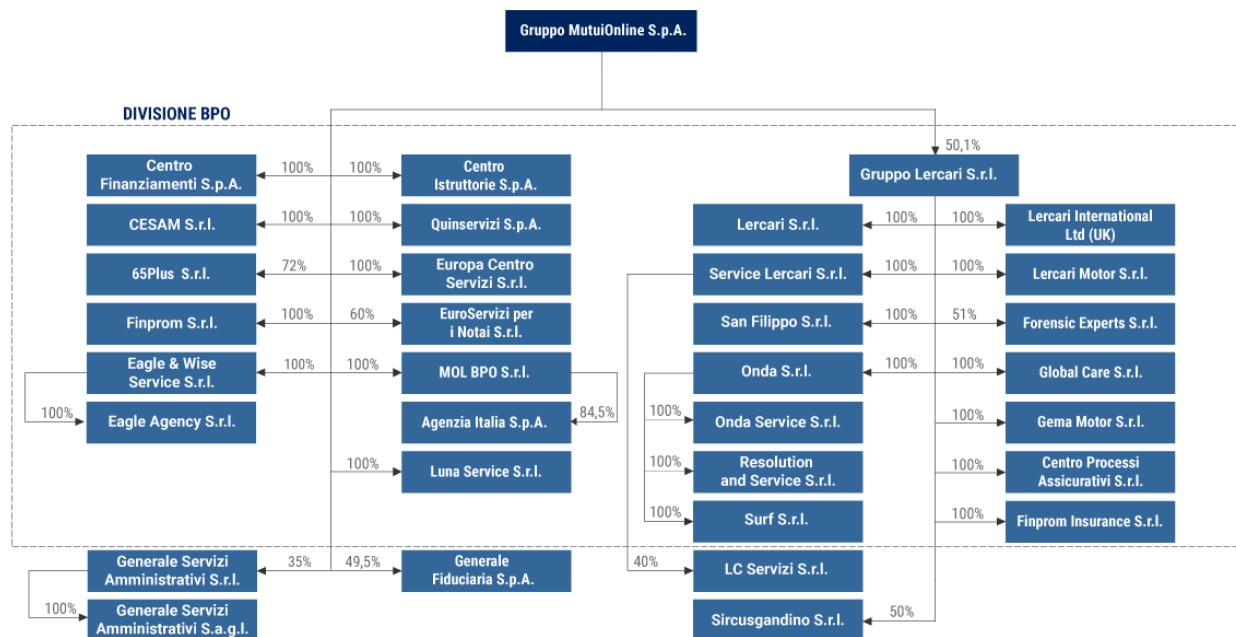 Gruppo MutuiOnline S.p.A.
DIVISIONE BPO
50,1%
Gruppo Lercari S.r.l.
Centro
Finanziamenti S.p.A.
100%
100%
Centro
Istruttorie S.p.A.
CESAM S.r.l.
100%
100%
Quinservizi S.p.A.
65Plus S.r.l.
72%
100%
Europa Centro
Servizi S.r.l.
Finprom S.r.l.
100%
60%
EuroServizi per
i Notai S.r.l.
Eagle & Wise
Service S.r.l.
100%
100%
MOL BPO S.r.l.
100%
Eagle Agency S.r.l.
Agenzia Italia S.p.A.
84,5%
100%
Luna Service S.r.l.
Generale Servizi
Amministrativi S.r.l.
35%
49,5%
Generale
Fiduciaria S.p.A.
100%
Generale Servizi
Amministrativi S.a.g.l.
Lercari S.r.l.
100%
100%
Lercari International
Ltd (UK)
Service Lercari S.r.l.
100%
100%
Lercari Motor S.r.l.
San Filippo S.r.l.
100%
51%
Forensic Experts S.r.l.
Onda S.r.l.
100%
100%
Global Care S.r.l.
100%
Onda Service S.r.l.
100%
Gema Motor S.r.l.
100%
Resolution
and Service S.r.l.
100%
Centro Processi
Assicurativi S.r.l.
100%
Surf S.r.l.
100%
Finprom Insurance S.r.l.
40%
LC Servizi S.r.l.
Sircusgandino S.r.l.
50%